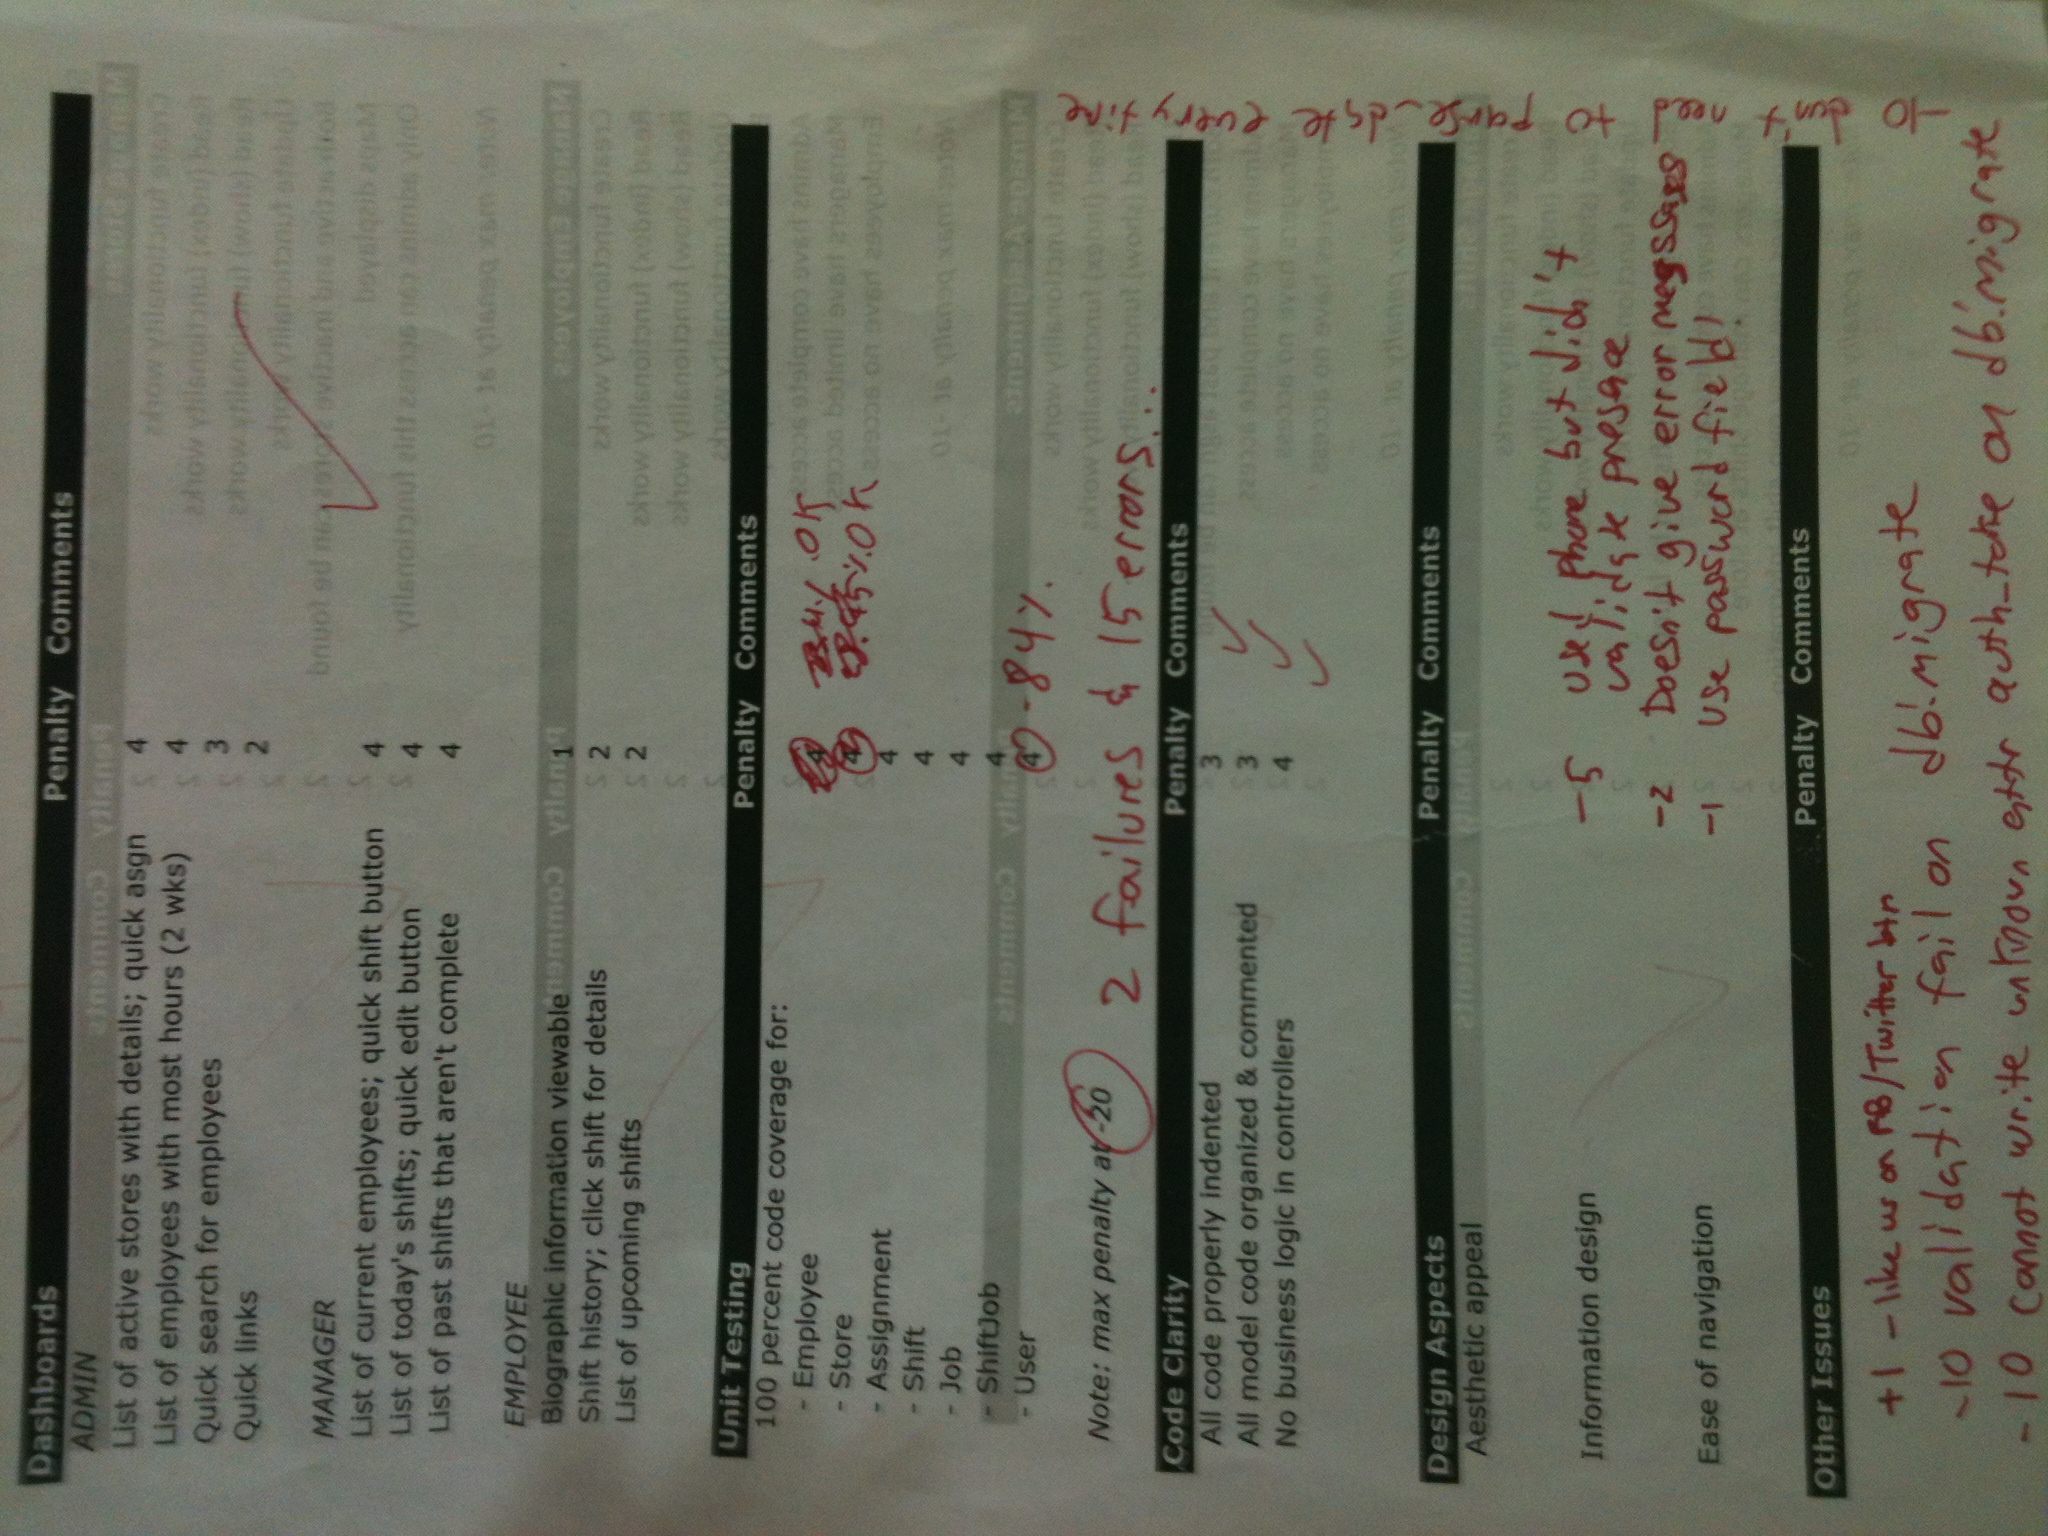 Dashboards Penalty Comments
ADMIN
List of active stores with details; quick asgn 4
List of employees with most hours (2 wks) 4
Quick search for employees 3
Quick links 2
MANAGER
List of current employees; quick shift button 4
List of today's shifts; quick edit button 4
List of past shifts that aren't complete 4
EMPLOYEE
Biographic information viewable 1
Shift history; click shift for details 2
List of upcoming shifts 2
Unit Testing Penalty Comments
100 percent code coverage for:
- Employee 4 OK
- Store 4 OK
- Assignment 4
- Shift 4
- Job 4
- ShiftJob 4
- User 4 - 84%.
Note: max penalty at -20 2 failures & 15 errors...
Code Clarity Penalty Comments
All code properly indented 3
All model code organized & commented 3
No business logic in controllers 4
Design Aspects Penalty Comments
Aesthetic appeal
Information design -5 used phone but didn't
validate presence
-2 Doesn't give error messages
Ease of navigation -1 Use password field!
Other Issues Penalty Comments
+1 - like us on FB/Twitter btn
-10 validation fail on db:migrate
-10 cannot write unknown attr auth_toke on db:migrate
-10 don't need to parse_date every time